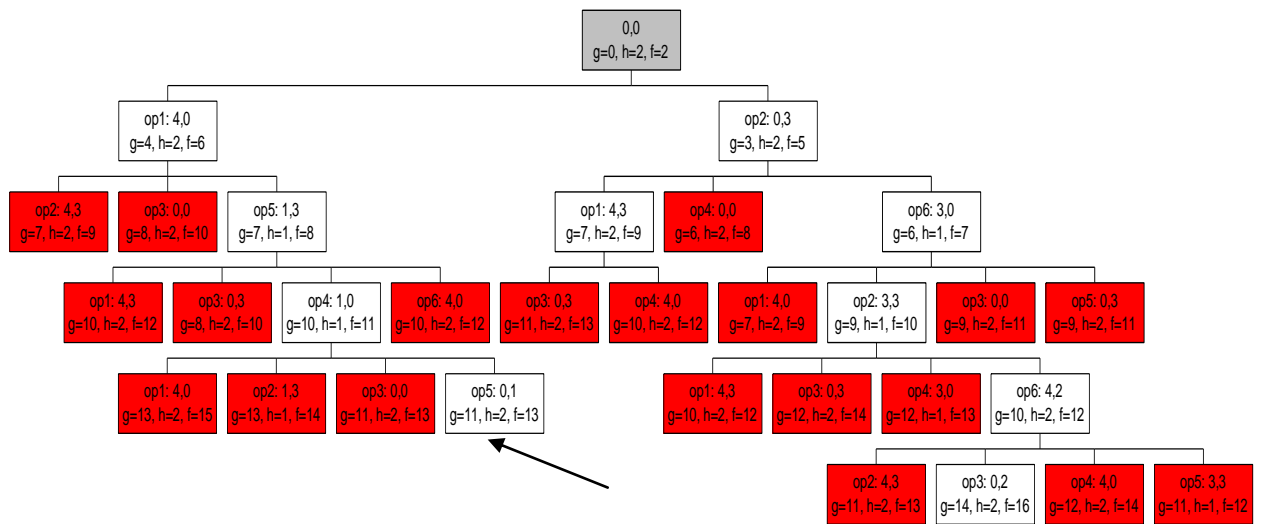 0,0
g=0, h=2, f=2
op1: 4,0
g=4, h=2, f=6
op2: 0,3
g=3, h=2, f=5
op2: 4,3
g=7, h=2, f=9
op3: 0,0
g=8, h=2, f=10
op5: 1,3
g=7, h=1, f=8
op1: 4,3
g=7, h=2, f=9
op4: 0,0
g=6, h=2, f=8
op6: 3,0
g=6, h=1, f=7
op1: 4,3
g=10, h=2, f=12
op3: 0,3
g=8, h=2, f=10
op4: 1,0
g=10, h=1, f=11
op6: 4,0
g=10, h=2, f=12
op3: 0,3
g=11, h=2, f=13
op4: 4,0
g=10, h=2, f=12
op1: 4,0
g=7, h=2, f=9
op2: 3,3
g=9, h=1, f=10
op3: 0,0
g=9, h=2, f=11
op5: 0,3
g=9, h=2, f=11
op1: 4,0
g=13, h=2, f=15
op2: 1,3
g=13, h=1, f=14
op3: 0,0
g=11, h=2, f=13
op5: 0,1
g=11, h=2, f=13
op1: 4,3
g=10, h=2, f=12
op3: 0,3
g=12, h=2, f=14
op4: 3,0
g=12, h=1, f=13
op6: 4,2
g=10, h=2, f=12
op2: 4,3
g=11, h=2, f=13
op3: 0,2
g=14, h=2, f=16
op4: 4,0
g=12, h=2, f=14
op5: 3,3
g=11, h=1, f=12